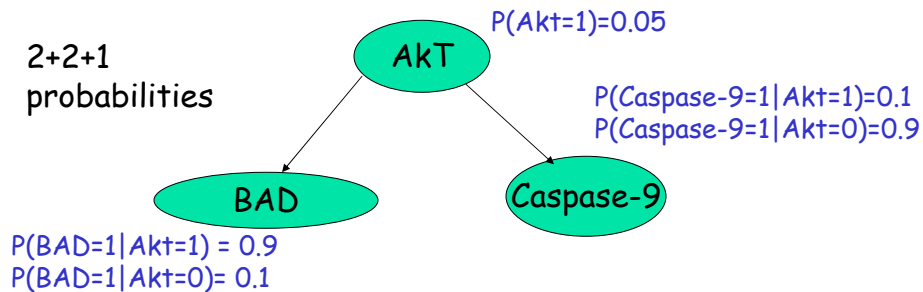 P(Akt=1)=0.05
2+2+1
probabilities
AkT
P(Caspase-9=1|Akt=1)=0.1
P(Caspase-9=1|Akt=0)=0.9
BAD
Caspase-9
P(BAD=1|Akt=1) = 0.9
P(BAD=1|Akt=0)= 0.1